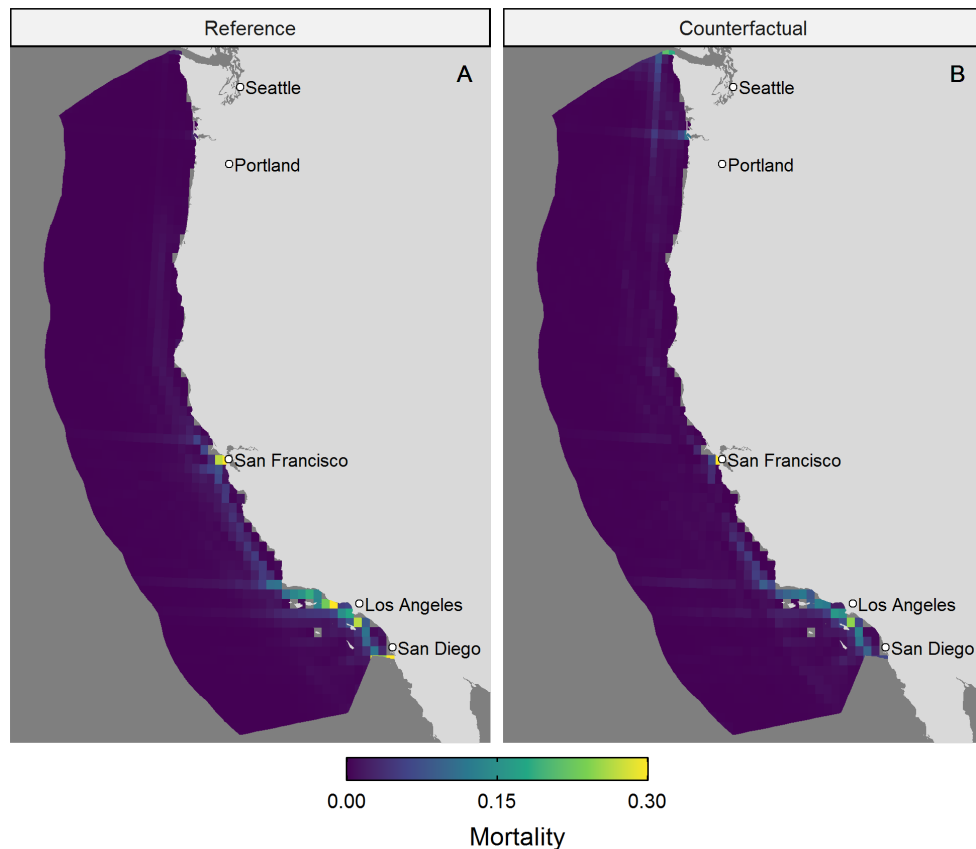 Reference
Counterfactual
A
B
Seattle
Seattle
Portland
Portland
San Francisco
San Francisco
Los Angeles
Los Angeles
San Diego
San Diego
0.00 0.15 0.30
Mortality